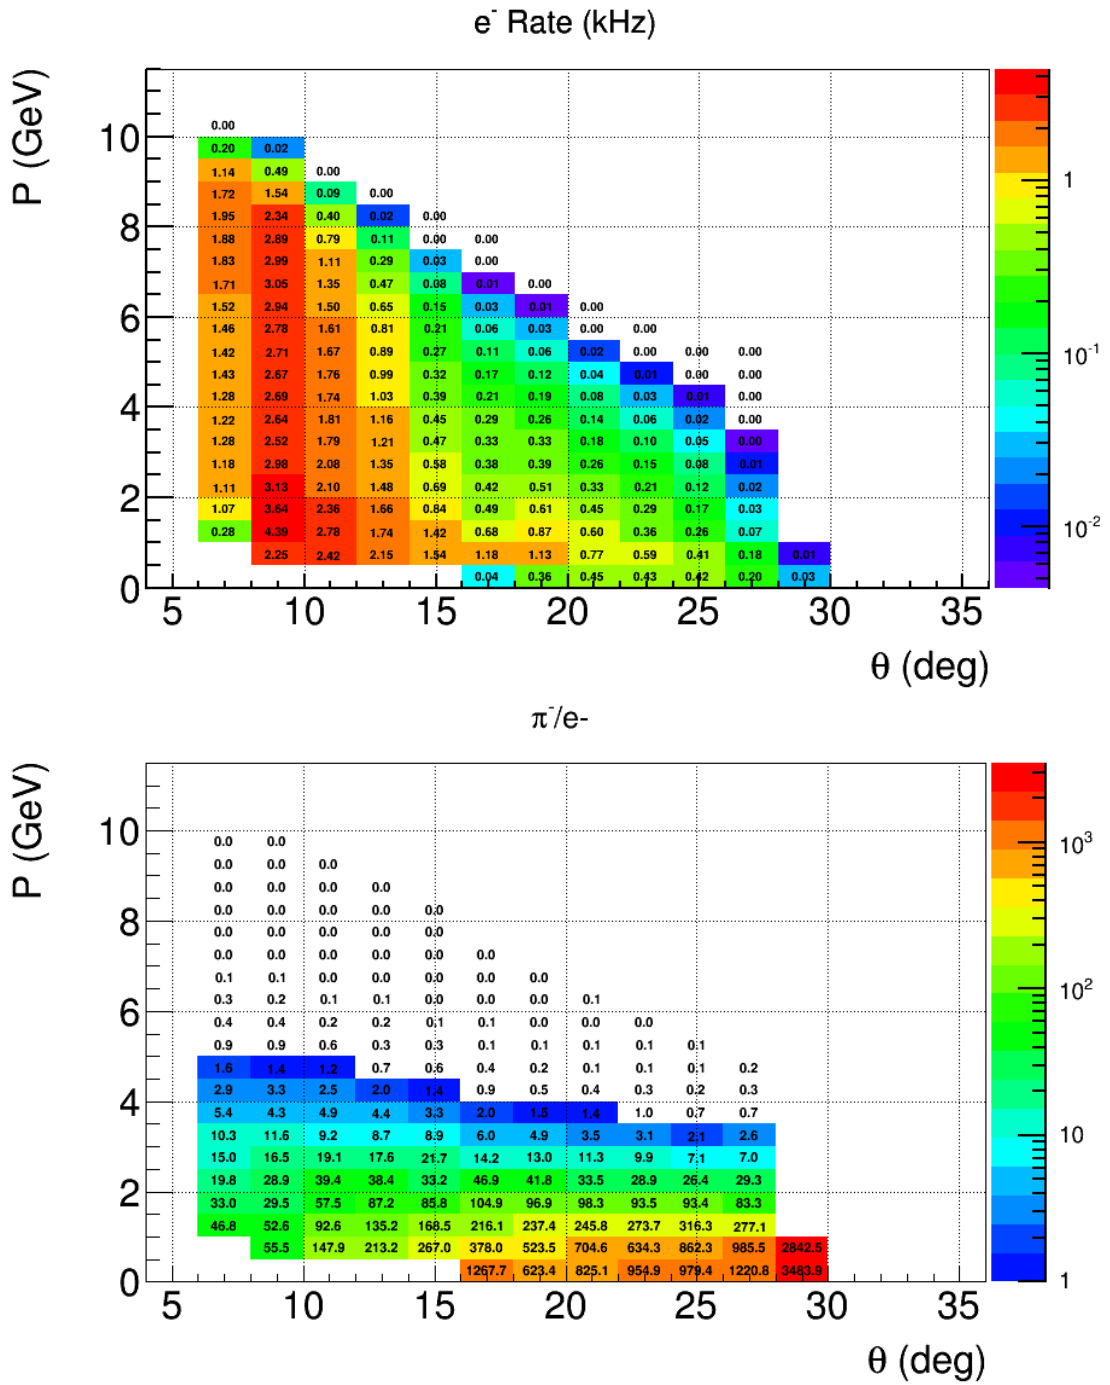 e⁻ Rate (kHz)
P (GeV)
0.00
10 0.20 0.02
1.14 0.49 0.00
1.72 1.54 0.09 0.00
1.95 2.34 0.40 0.02 0.00
8 1.88 2.89 0.79 0.11 0.00 0.00
1.83 2.99 1.11 0.29 0.03 0.00
1.71 3.05 1.35 0.47 0.08 0.01 0.00
1.52 2.94 1.50 0.65 0.15 0.03 0.01 0.00
6 1.46 2.78 1.61 0.81 0.21 0.06 0.03 0.00 0.00
1.42 2.71 1.67 0.89 0.27 0.11 0.06 0.02 0.00 0.00 0.00
1.43 2.67 1.76 0.99 0.32 0.17 0.12 0.04 0.01 0.00 0.00
1.28 2.69 1.74 1.03 0.39 0.21 0.19 0.08 0.03 0.01 0.00
4 1.22 2.64 1.81 1.16 0.45 0.29 0.26 0.14 0.06 0.02 0.00
1.28 2.52 1.79 1.21 0.47 0.33 0.33 0.18 0.10 0.05 0.00
1.18 2.98 2.08 1.35 0.58 0.38 0.39 0.26 0.15 0.08 0.01
1.11 3.13 2.10 1.48 0.69 0.42 0.51 0.33 0.21 0.12 0.02
2 1.07 3.64 2.36 1.66 0.84 0.49 0.61 0.45 0.29 0.17 0.03
0.28 4.39 2.78 1.74 1.42 0.68 0.87 0.60 0.36 0.26 0.07
2.25 2.42 2.15 1.54 1.18 1.13 0.77 0.59 0.41 0.18 0.01
0 0.04 0.36 0.45 0.43 0.42 0.20 0.03
5 10 15 20 25 30 35
θ (deg)
1
10⁻¹
10⁻²
π⁻/e-
P (GeV)
10 0.0 0.0
0.0 0.0 0.0
0.0 0.0 0.0 0.0
0.0 0.0 0.0 0.0 0.0
8 0.0 0.0 0.0 0.0 0.0
0.0 0.0 0.0 0.0 0.0 0.0
0.1 0.1 0.0 0.0 0.0 0.0 0.0
0.3 0.2 0.1 0.1 0.0 0.0 0.0 0.1
6 0.4 0.4 0.2 0.2 0.1 0.1 0.0 0.0 0.0
0.9 0.9 0.6 0.3 0.3 0.1 0.1 0.1 0.1 0.1
1.6 1.4 1.2 0.7 0.6 0.4 0.2 0.1 0.1 0.1 0.2
2.9 3.3 2.5 2.0 1.4 0.9 0.5 0.4 0.3 0.2 0.3
4 5.4 4.3 4.9 4.4 3.3 2.0 1.5 1.4 1.0 0.7 0.7
10.3 11.6 9.2 8.7 8.9 6.0 4.9 3.5 3.1 2.1 2.6
15.0 16.5 19.1 17.6 21.7 14.2 13.0 11.3 9.9 7.1 7.0
19.8 28.9 39.4 38.4 33.2 46.9 41.8 33.5 28.9 26.4 29.3
2 33.0 29.5 57.5 87.2 85.8 104.9 96.9 98.3 93.5 93.4 83.3
46.8 52.6 92.6 135.2 168.5 216.1 237.4 245.8 273.7 316.3 277.1
55.5 147.9 213.2 267.0 378.0 523.5 704.6 634.3 862.3 985.5 2842.5
0 1267.7 623.4 825.1 954.9 979.4 1220.8 3483.9
5 10 15 20 25 30 35
θ (deg)
10³
10²
10
1